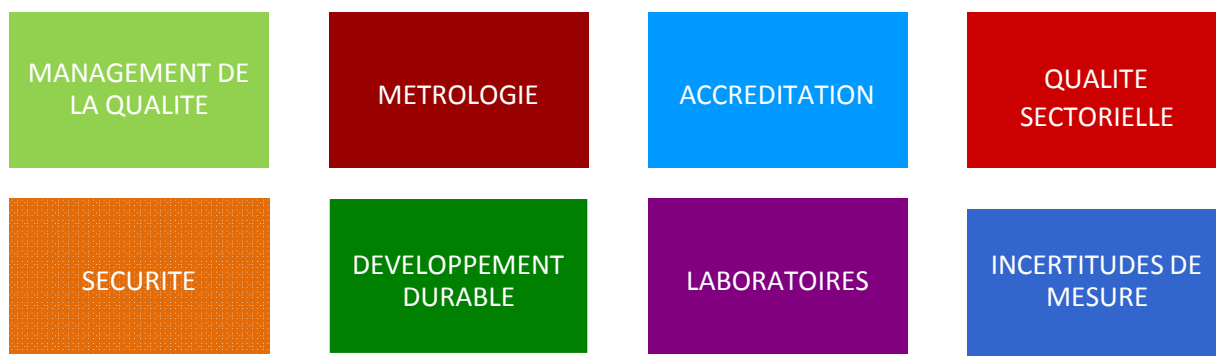 MANAGEMENT DE
LA QUALITE
METROLOGIE
ACCREDITATION
QUALITE
SECTORIELLE
SECURITE
DEVELOPPEMENT
DURABLE
LABORATOIRES
INCERTITUDES DE
MESURE